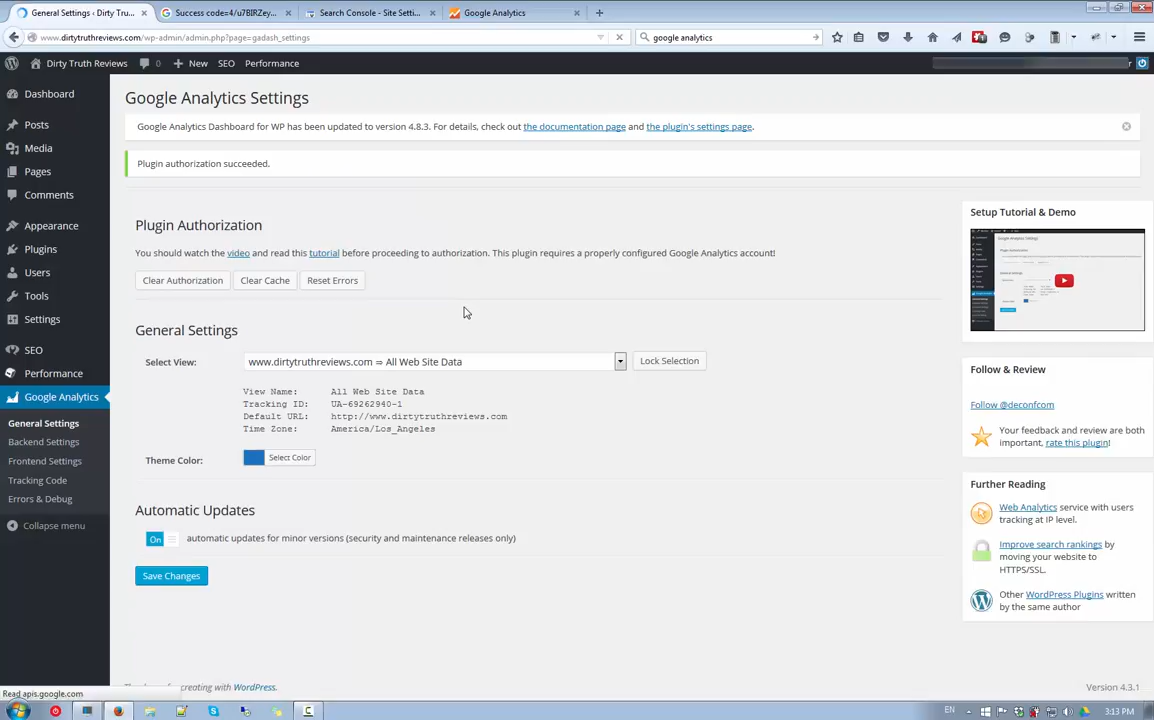 General Settings ‹ Dirty Tru...
Success code=4/u7BIRZey...
Search Console - Site Setti...
Google Analytics
www.dirtytruthreviews.com/wp-admin/admin.php?page=gadash_settings
google analytics
Dirty Truth Reviews
0
New
SEO
Performance
r
Dashboard
Posts
Media
Pages
Comments
Appearance
Plugins
Users
Tools
Settings
SEO
Performance
Google Analytics
General Settings
Backend Settings
Frontend Settings
Tracking Code
Errors & Debug
Collapse menu
Google Analytics Settings
Google Analytics Dashboard for WP has been updated to version 4.8.3. For details, check out the documentation page and the plugin's settings page.
Plugin authorization succeeded.
Plugin Authorization
You should watch the video and read this tutorial before proceeding to authorization. This plugin requires a properly configured Google Analytics account!
Clear Authorization
Clear Cache
Reset Errors
General Settings
Select View:
www.dirtytruthreviews.com ⇒ All Web Site Data
Lock Selection
View Name: All Web Site Data
Tracking ID: UA-69262940-1
Default URL: http://www.dirtytruthreviews.com
Time Zone: America/Los_Angeles
Theme Color:
Select Color
Automatic Updates
On
automatic updates for minor versions (security and maintenance releases only)
Save Changes
Setup Tutorial & Demo
Follow & Review
Follow @deconfcom
Your feedback and review are both
important, rate this plugin!
Further Reading
Web Analytics service with users
tracking at IP level.
Improve search rankings by
moving your website to
HTTPS/SSL.
Other WordPress Plugins written
by the same author
creating with WordPress.
Version 4.3.1
Read apis.google.com
EN
3:13 PM